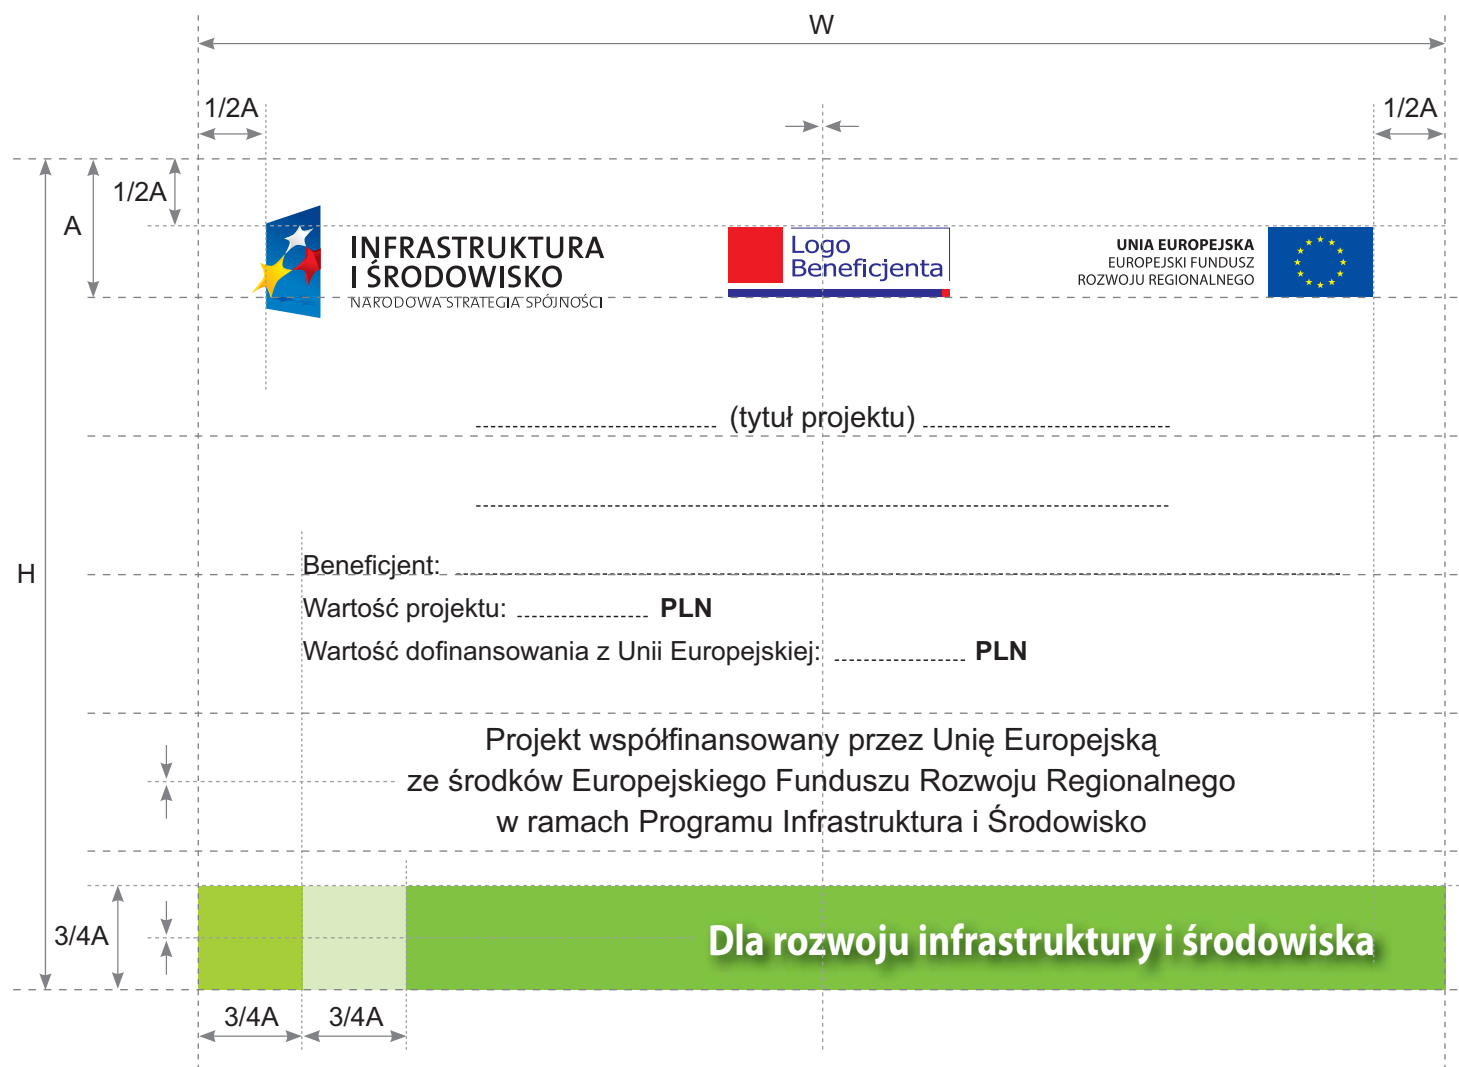 W
1/2A
1/2A
1/2A
A
INFRASTRUKTURA
I ŚRODOWISKO
NARODOWA STRATEGIA SPÓJNOŚCI
Logo
Beneficjenta
UNIA EUROPEJSKA
EUROPEJSKI FUNDUSZ
ROZWOJU REGIONALNEGO
(tytuł projektu)
H
Beneficjent:
Wartość projektu: PLN
Wartość dofinansowania z Unii Europejskiej: PLN
Projekt współfinansowany przez Unię Europejską
ze środków Europejskiego Funduszu Rozwoju Regionalnego
w ramach Programu Infrastruktura i Środowisko
3/4A
Dla rozwoju infrastruktury i środowiska
3/4A
3/4A